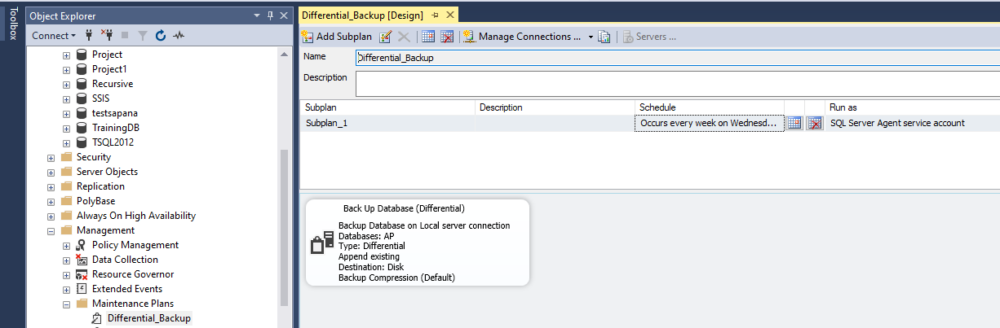 Toolbox
Object Explorer
Connect
Project
Project1
Recursive
SSIS
testsapana
TrainingDB
TSQL2012
Security
Server Objects
Replication
PolyBase
Always On High Availability
Management
Policy Management
Data Collection
Resource Governor
Extended Events
Maintenance Plans
Differential_Backup
Differential_Backup [Design]
Add Subplan Manage Connections ... Servers ...
Name Differential_Backup
Description
Subplan Description Schedule Run as
Subplan_1 Occurs every week on Wednesd... SQL Server Agent service account
Back Up Database (Differential)
Backup Database on Local server connection
Databases: AP
Type: Differential
Append existing
Destination: Disk
Backup Compression (Default)